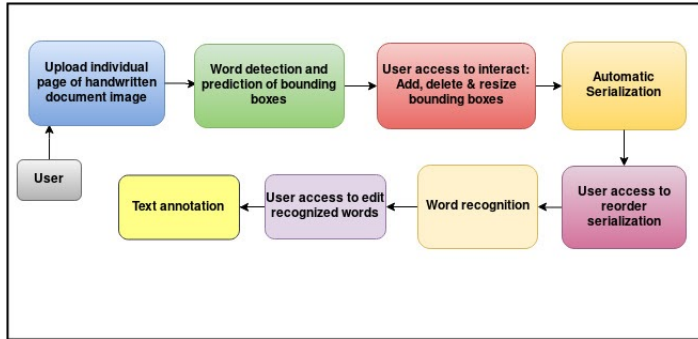 User
Upload individual
page of handwritten
document image
Word detection and
prediction of bounding
boxes
User access to interact:
Add, delete & resize
bounding boxes
Automatic
Serialization
User access to
reorder
serialization
Word recognition
User access to edit
recognized words
Text annotation